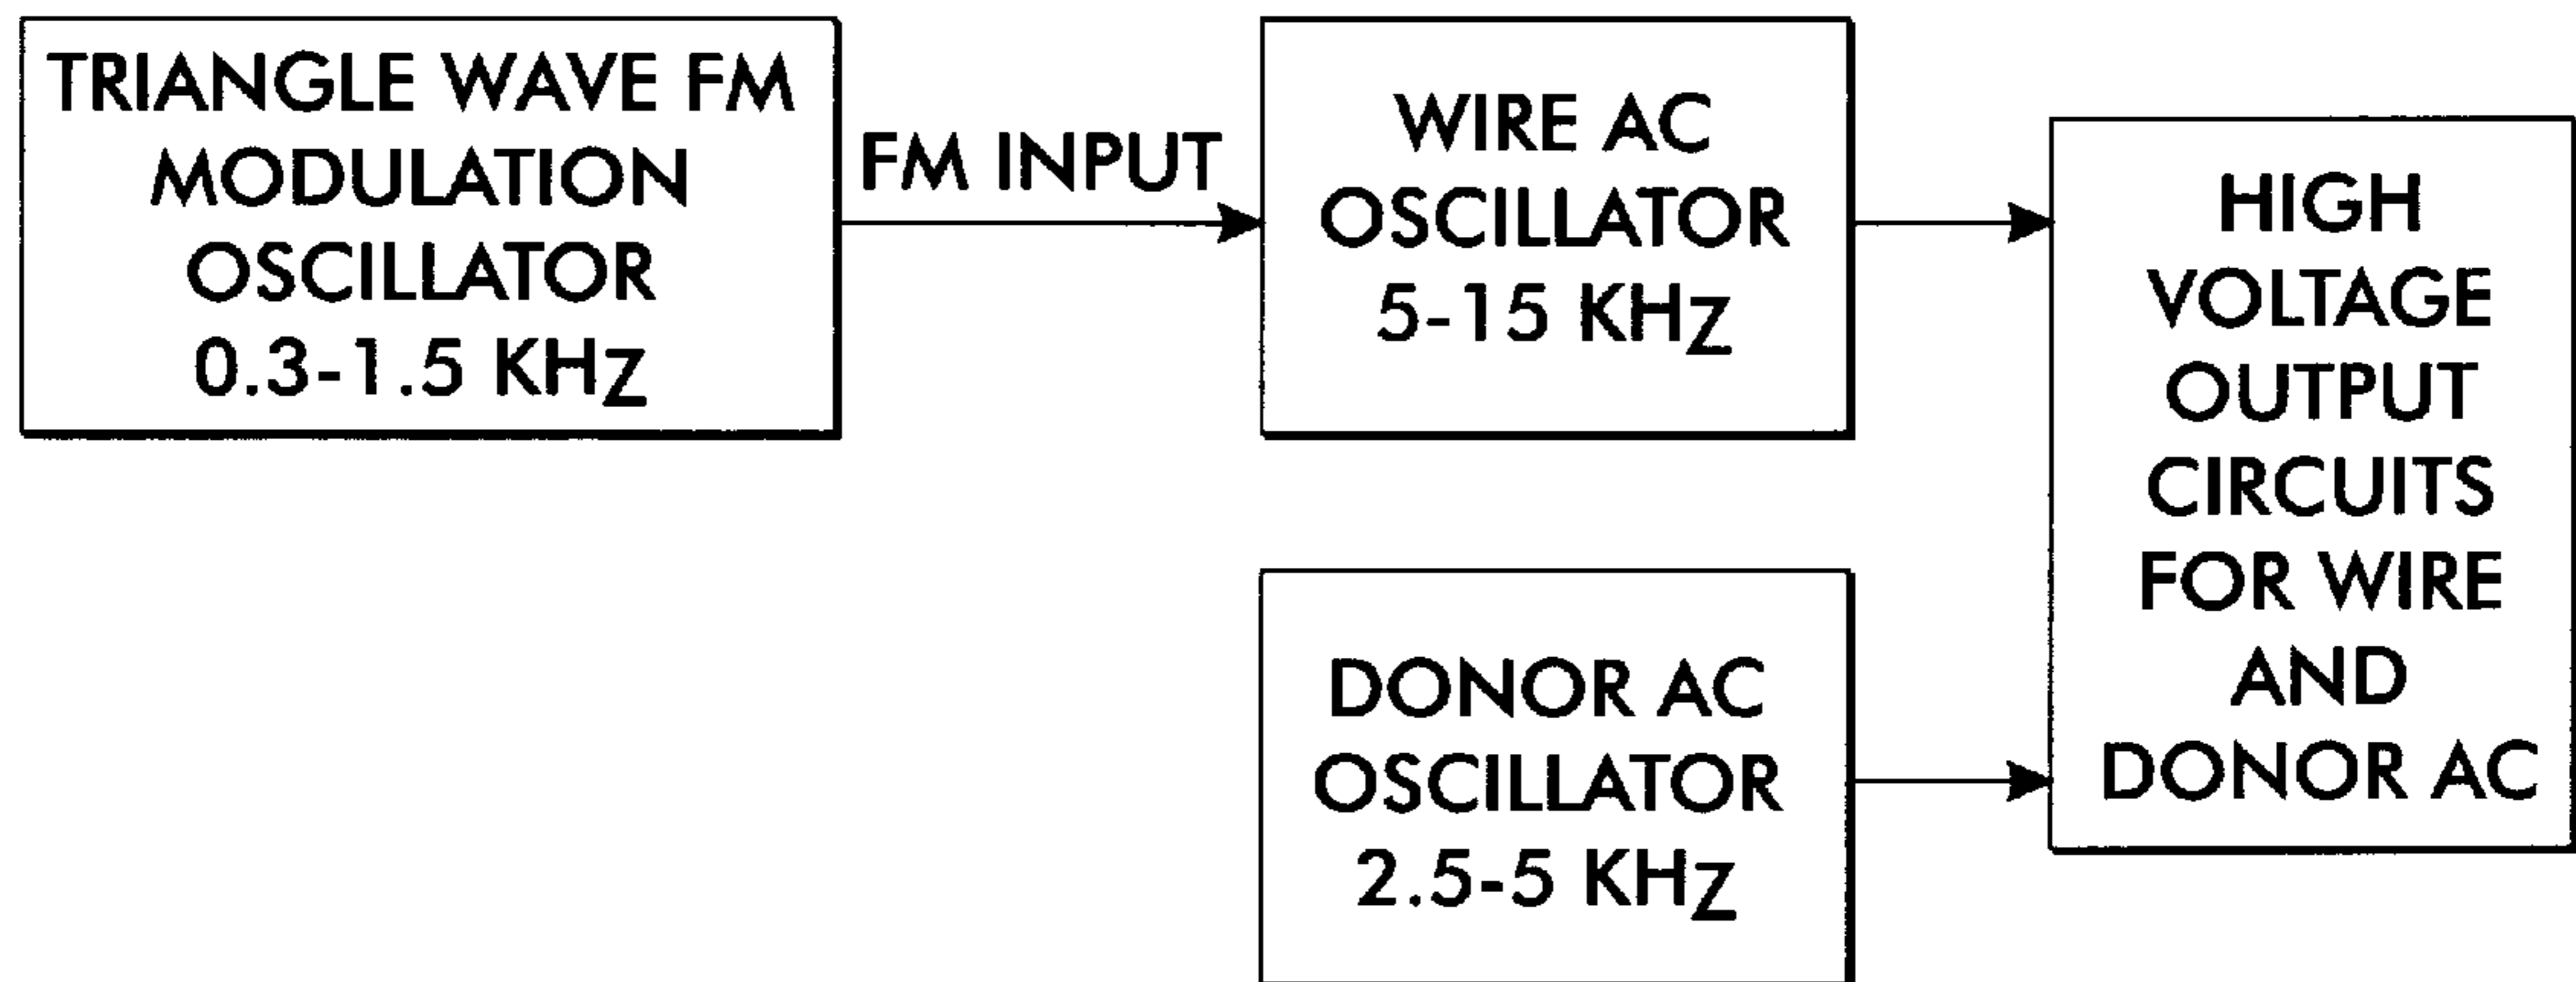 TRIANGLE WAVE FM
MODULATION
OSCILLATOR
0.3-1.5 KHZ
FM INPUT
WIRE AC
OSCILLATOR
5-15 KHZ
DONOR AC
OSCILLATOR
2.5-5 KHZ
HIGH
VOLTAGE
OUTPUT
CIRCUITS
FOR WIRE
AND
DONOR AC